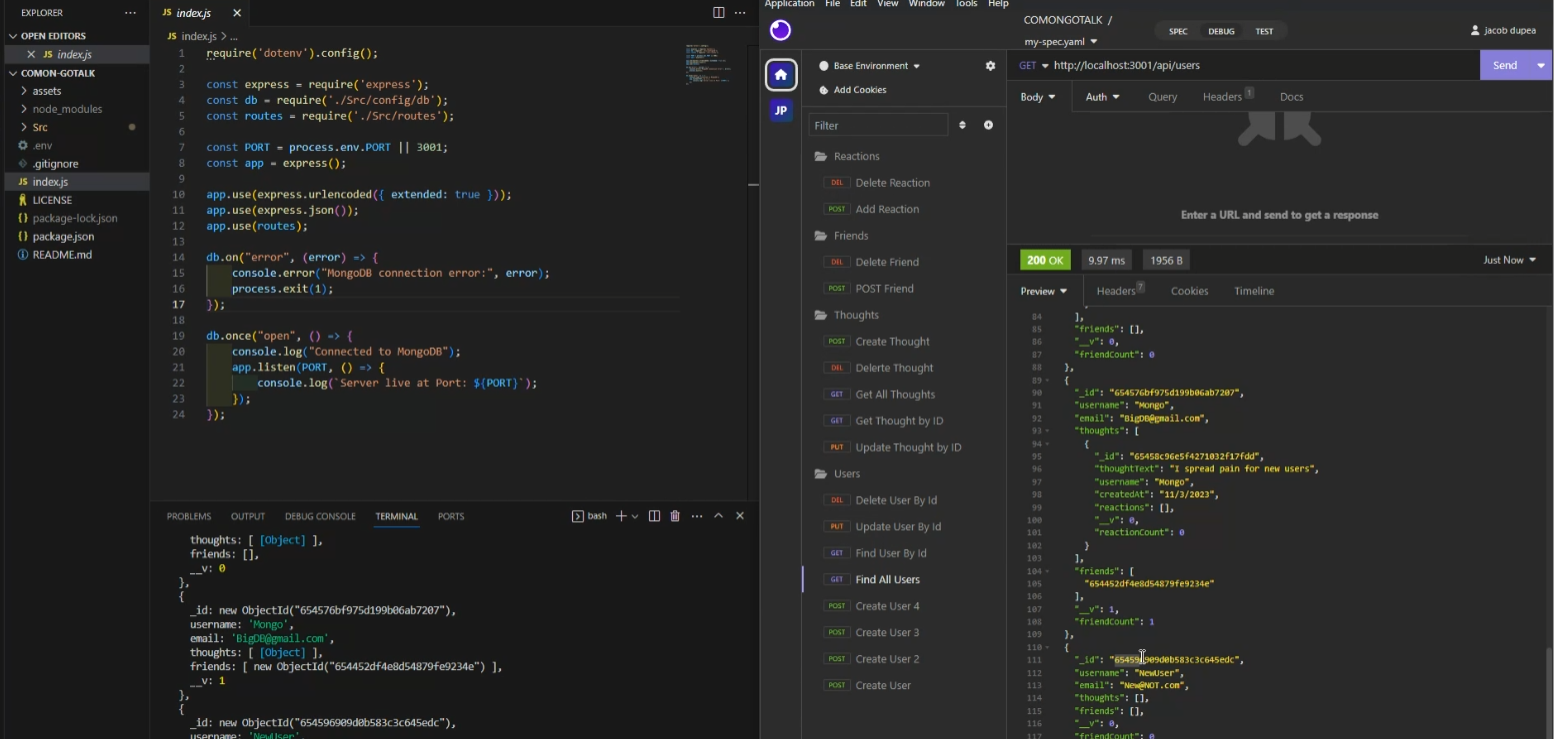 EXPLORER
OPEN EDITORS
JS index.js
COMON-GOTALK
assets
node_modules
Src
.env
.gitignore
JS index.js
LICENSE
package-lock.json
package.json
README.md
JS index.js
JS index.js > ...
1 require('dotenv').config();
2
3 const express = require('express');
4 const db = require('./Src/config/db');
5 const routes = require('./Src/routes');
6
7 const PORT = process.env.PORT || 3001;
8 const app = express();
9
10 app.use(express.urlencoded({ extended: true }));
11 app.use(express.json());
12 app.use(routes);
13
14 db.on("error", (error) => {
15 console.error("MongoDB connection error:", error);
16 process.exit(1);
17 });
18
19 db.once("open", () => {
20 console.log("Connected to MongoDB");
21 app.listen(PORT, () => {
22 console.log(`Server live at Port: ${PORT}`);
23 });
24 });
PROBLEMS OUTPUT DEBUG CONSOLE TERMINAL PORTS
bash
thoughts: [ [Object] ],
friends: [],
__v: 0
},
{
_id: new ObjectId("654576bf975d199b06ab7207"),
username: 'Mongo',
email: 'BigDB@gmail.com',
thoughts: [ [Object] ],
friends: [ new ObjectId("654452df4e8d54879fe9234e") ],
__v: 1
},
{
_id: new ObjectId("654596909d0b583c3c645edc"),
username: 'NewUser',
Application File Edit View Window Tools Help
COMONGOTALK /
my-spec.yaml
SPEC DEBUG TEST
jacob dupea
JP
Base Environment
Add Cookies
Filter
Reactions
DEL Delete Reaction
POST Add Reaction
Friends
DEL Delete Friend
POST POST Friend
Thoughts
POST Create Thought
DEL Delerte Thought
GET Get All Thoughts
GET Get Thought by ID
PUT Update Thought by ID
Users
DEL Delete User By Id
PUT Update User By Id
GET Find User By Id
GET Find All Users
POST Create User 4
POST Create User 3
POST Create User 2
POST Create User
GET http://localhost:3001/api/users
Send
Body Auth Query Headers 1 Docs
Enter a URL and send to get a response
200 OK 9.97 ms 1956 B
Just Now
Preview Headers 7 Cookies Timeline
84 ],
85 "friends": [],
86 "__v": 0,
87 "friendCount": 0
88 },
89 {
90 "_id": "654576bf975d199b06ab7207",
91 "username": "Mongo",
92 "email": "BigDB@gmail.com",
93 "thoughts": [
94 {
95 "_id": "65458c96e5f4271032f17fdd",
96 "thoughtText": "I spread pain for new users",
97 "username": "Mongo",
98 "createdAt": "11/3/2023",
99 "reactions": [],
100 "__v": 0,
101 "reactionCount": 0
102 }
103 ],
104 "friends": [
105 "654452df4e8d54879fe9234e"
106 ],
107 "__v": 1,
108 "friendCount": 1
109 },
110 {
111 "_id": "654596909d0b583c3c645edc",
112 "username": "NewUser",
113 "email": "New@NOT.com",
114 "thoughts": [],
115 "friends": [],
116 "__v": 0,
117 "friendCount": 0